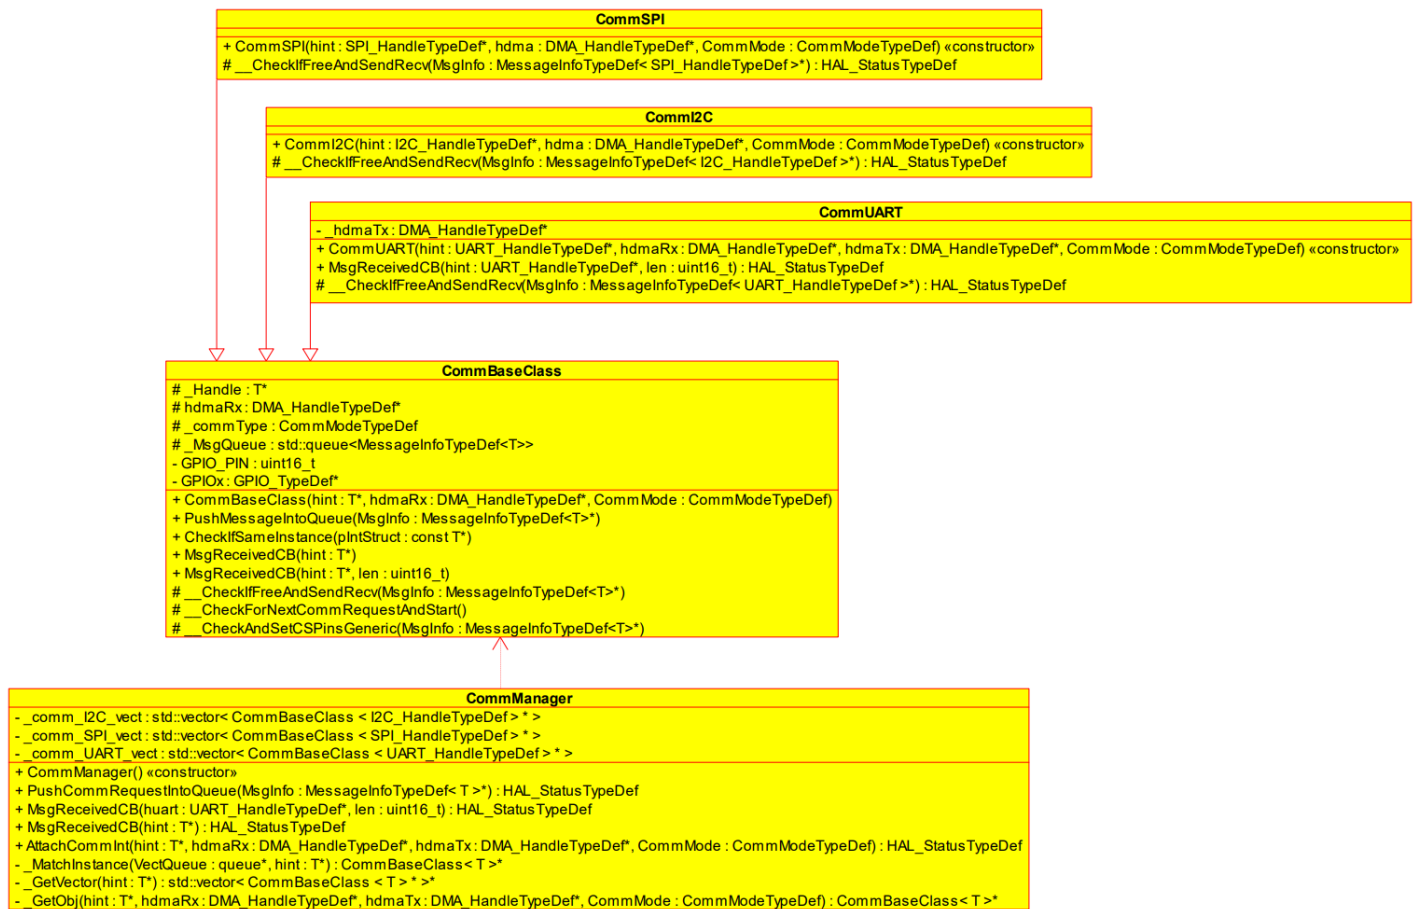 CommSPI
+ CommSPI(hint : SPI_HandleTypeDef*, hdma : DMA_HandleTypeDef*, CommMode : CommModeTypeDef) «constructor»
# __CheckIfFreeAndSendRecv(MsgInfo : MessageInfoTypeDef< SPI_HandleTypeDef >*) : HAL_StatusTypeDef
CommI2C
+ CommI2C(hint : I2C_HandleTypeDef*, hdma : DMA_HandleTypeDef*, CommMode : CommModeTypeDef) «constructor»
# __CheckIfFreeAndSendRecv(MsgInfo : MessageInfoTypeDef< I2C_HandleTypeDef >*) : HAL_StatusTypeDef
CommUART
- _hdmaTx : DMA_HandleTypeDef*
+ CommUART(hint : UART_HandleTypeDef*, hdmaRx : DMA_HandleTypeDef*, hdmaTx : DMA_HandleTypeDef*, CommMode : CommModeTypeDef) «constructor»
+ MsgReceivedCB(hint : UART_HandleTypeDef*, len : uint16_t) : HAL_StatusTypeDef
# __CheckIfFreeAndSendRecv(MsgInfo : MessageInfoTypeDef< UART_HandleTypeDef >*) : HAL_StatusTypeDef
CommBaseClass
# _Handle : T*
# hdmaRx : DMA_HandleTypeDef*
# _commType : CommModeTypeDef
# _MsgQueue : std::queue<MessageInfoTypeDef<T>>
- GPIO_PIN : uint16_t
- GPIOx : GPIO_TypeDef*
+ CommBaseClass(hint : T*, hdmaRx : DMA_HandleTypeDef*, CommMode : CommModeTypeDef)
+ PushMessageIntoQueue(MsgInfo : MessageInfoTypeDef<T>*)
+ CheckIfSameInstance(pIntStruct : const T*)
+ MsgReceivedCB(hint : T*)
+ MsgReceivedCB(hint : T*, len : uint16_t)
# __CheckIfFreeAndSendRecv(MsgInfo : MessageInfoTypeDef<T>*)
# __CheckForNextCommRequestAndStart()
# __CheckAndSetCSPinsGeneric(MsgInfo : MessageInfoTypeDef<T>*)
CommManager
- _comm_I2C_vect : std::vector< CommBaseClass < I2C_HandleTypeDef > * >
- _comm_SPI_vect : std::vector< CommBaseClass < SPI_HandleTypeDef > * >
- _comm_UART_vect : std::vector< CommBaseClass < UART_HandleTypeDef > * >
+ CommManager() «constructor»
+ PushCommRequestIntoQueue(MsgInfo : MessageInfoTypeDef< T >*) : HAL_StatusTypeDef
+ MsgReceivedCB(huart : UART_HandleTypeDef*, len : uint16_t) : HAL_StatusTypeDef
+ MsgReceivedCB(hint : T*) : HAL_StatusTypeDef
+ AttachCommInt(hint : T*, hdmaRx : DMA_HandleTypeDef*, hdmaTx : DMA_HandleTypeDef*, CommMode : CommModeTypeDef) : HAL_StatusTypeDef
- _MatchInstance(VectQueue : queue*, hint : T*) : CommBaseClass< T >*
- _GetVector(hint : T*) : std::vector< CommBaseClass < T > * >*
- _GetObj(hint : T*, hdmaRx : DMA_HandleTypeDef*, hdmaTx : DMA_HandleTypeDef*, CommMode : CommModeTypeDef) : CommBaseClass< T >*